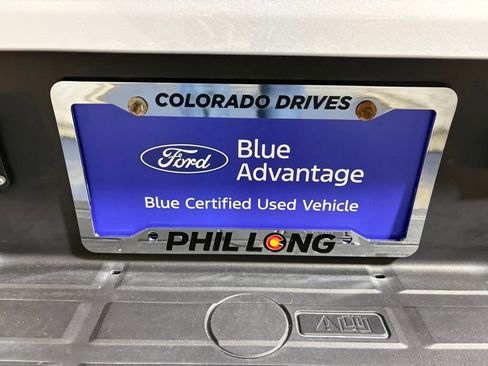 COLORADO DRIVES
Ford
Blue
Advantage
Blue Certified Used Vehicle
PHIL LONG